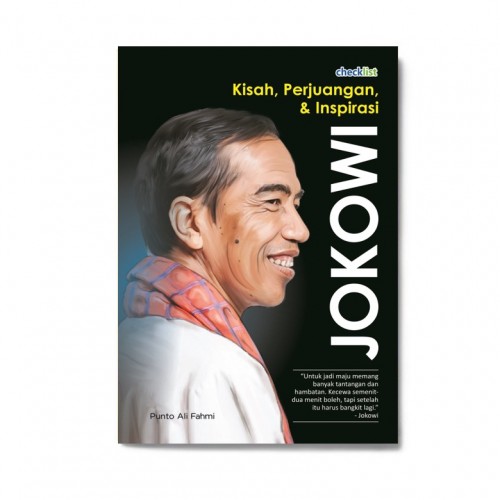 checklist
Kisah, Perjuangan,
& Inspirasi
JOKOWI
"Untuk jadi maju memang
banyak tantangan dan
hambatan. Kecewa semenit-
dua menit boleh, tapi setelah
itu harus bangkit lagi."
- Jokowi
Punto Ali Fahmi